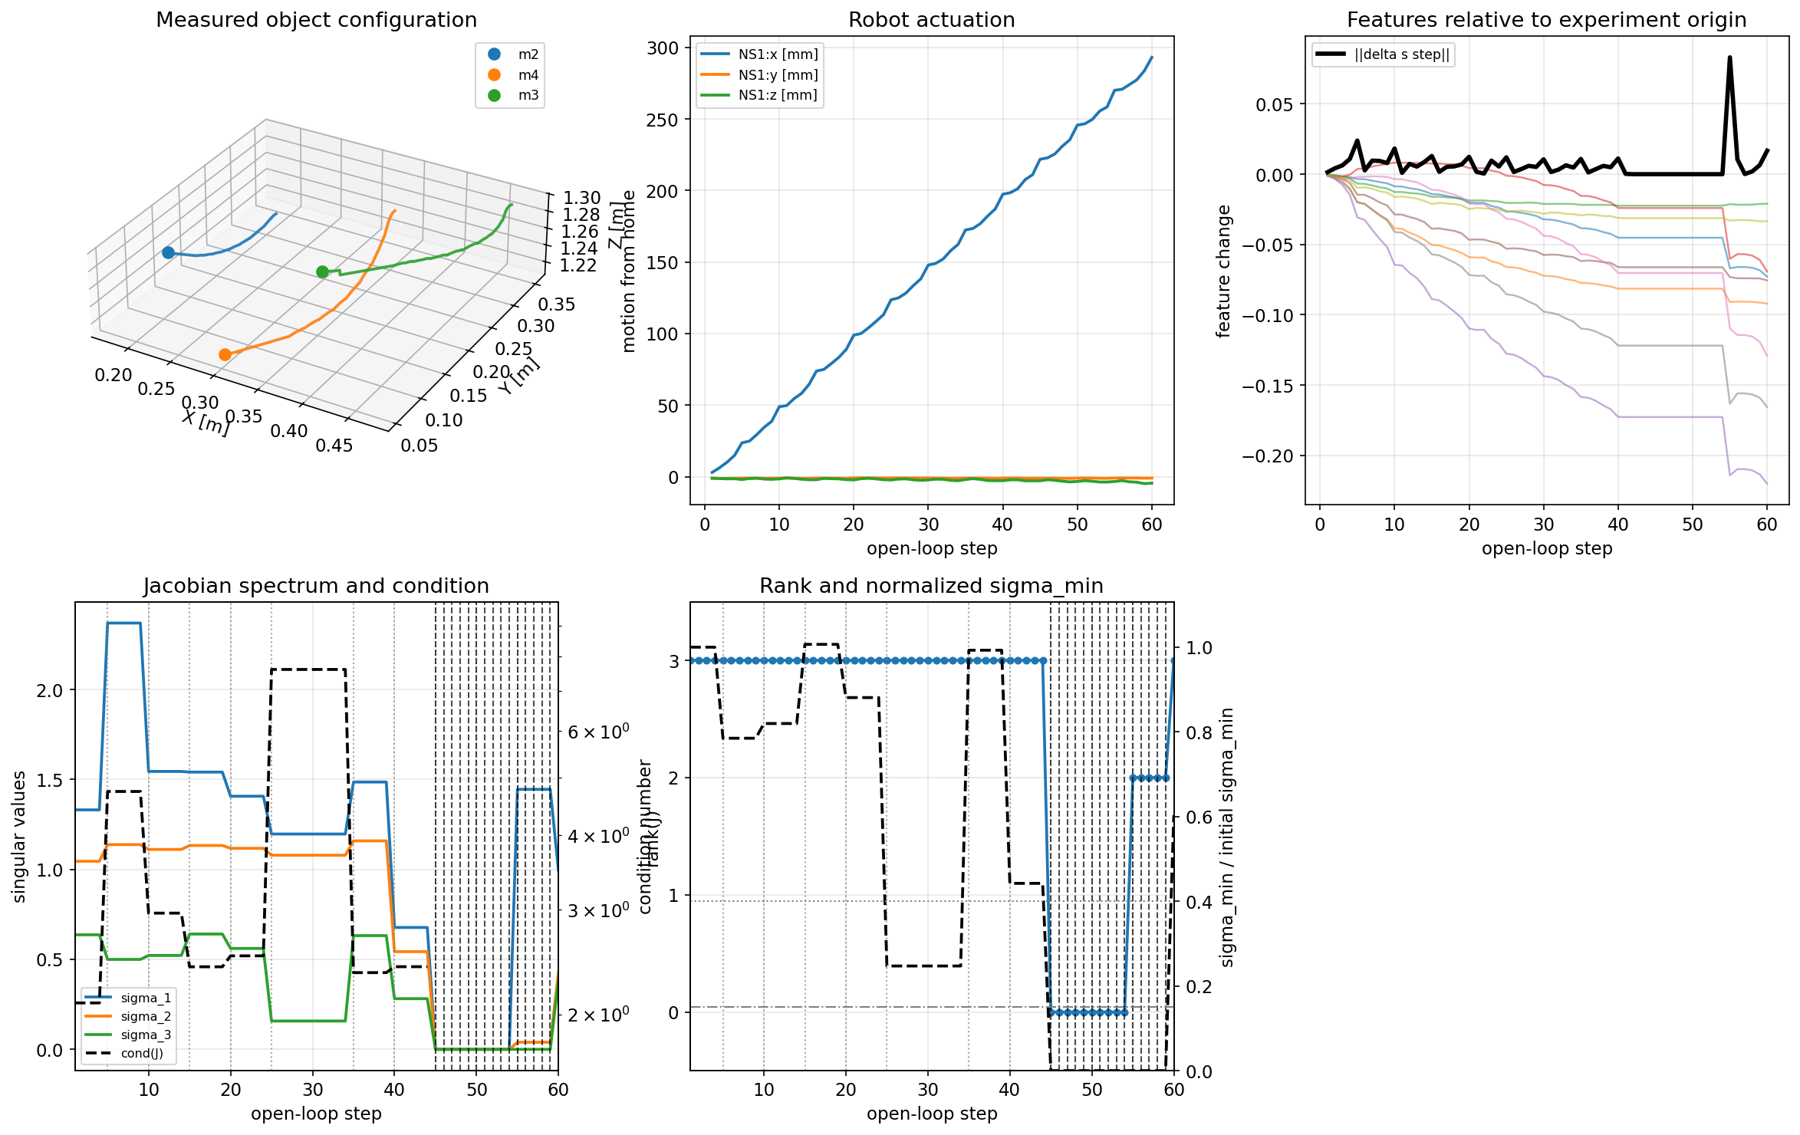 Measured object configuration
m2
m4
m3
1.30
1.28
1.26
1.24
1.22
Z [m]
0.35
0.30
0.25
0.20
0.15
0.10
0.05
Y [m]
0.20
0.25
0.30
0.35
0.40
0.45
X [m]
Robot actuation
NS1:x [mm]
NS1:y [mm]
NS1:z [mm]
300
250
200
150
100
50
0
motion from home
0 10 20 30 40 50 60
open-loop step
Features relative to experiment origin
||delta s step||
0.05
0.00
−0.05
−0.10
−0.15
−0.20
feature change
0 10 20 30 40 50 60
open-loop step
Jacobian spectrum and condition
2.0
1.5
1.0
0.5
0.0
singular values
sigma_1
sigma_2
sigma_3
cond(J)
6 × 10⁰
4 × 10⁰
3 × 10⁰
2 × 10⁰
condition number
10 20 30 40 50 60
open-loop step
Rank and normalized sigma_min
3
2
1
0
rank(J)
1.0
0.8
0.6
0.4
0.2
0.0
sigma_min / initial sigma_min
10 20 30 40 50 60
open-loop step